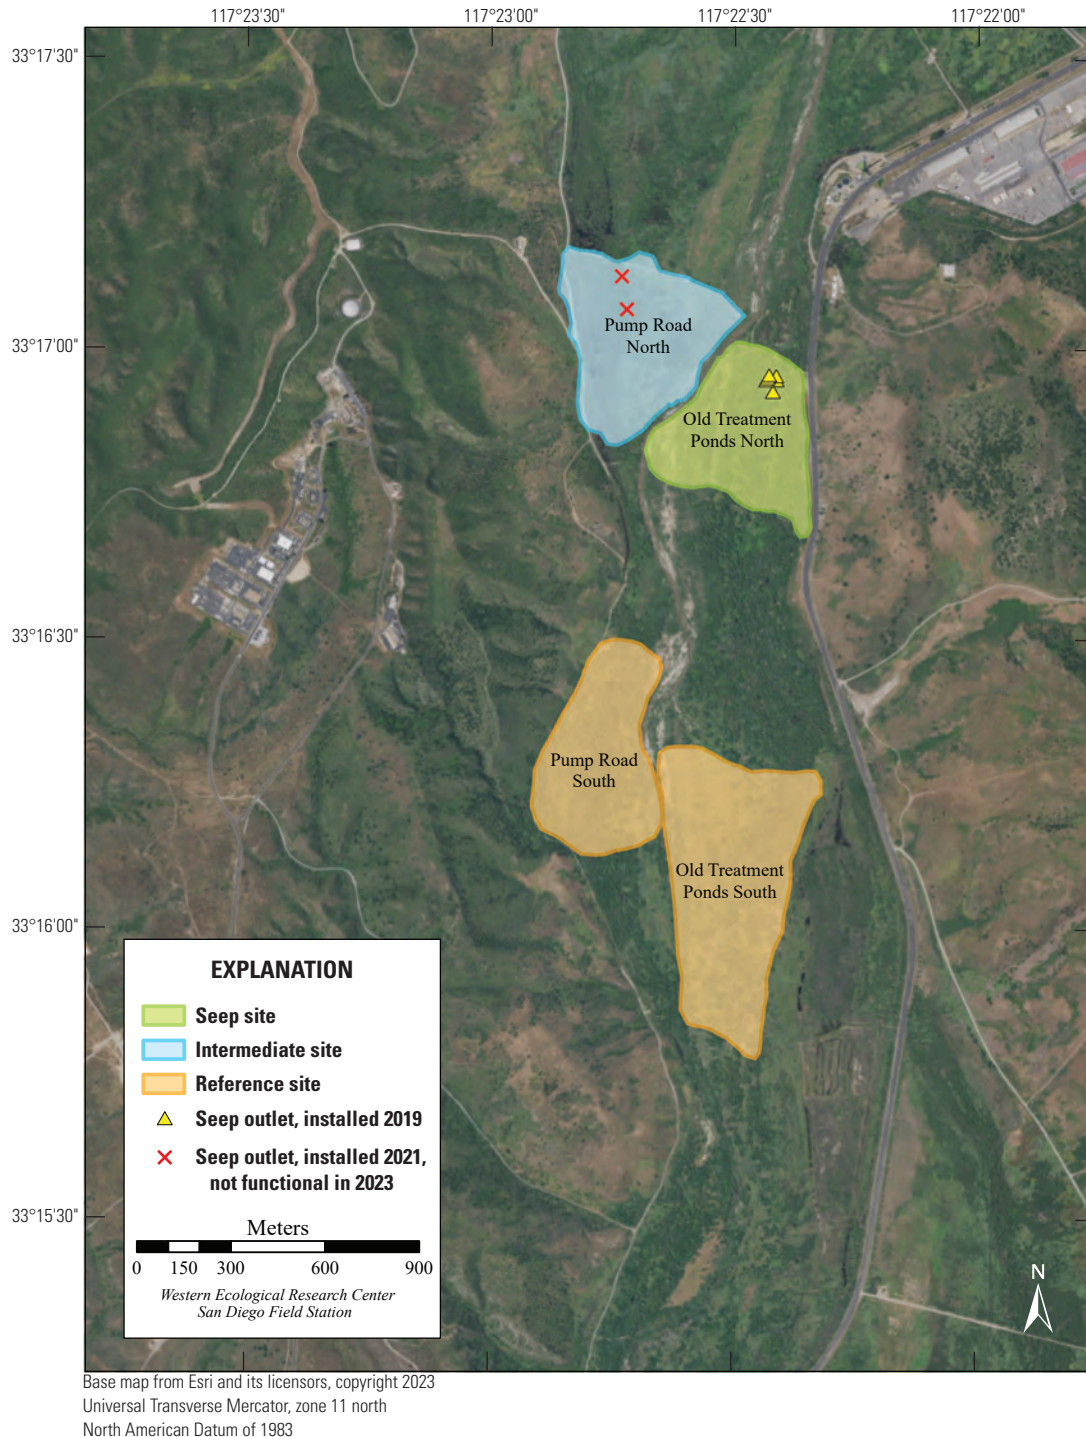 117°23'30"
117°23'00"
117°22'30"
117°22'00"
33°17'30"
33°17'00"
33°16'30"
33°16'00"
33°15'30"
Pump Road
North
Old Treatment
Ponds North
Pump Road
South
Old Treatment
Ponds South
EXPLANATION
Seep site
Intermediate site
Reference site
Seep outlet, installed 2019
Seep outlet, installed 2021,
not functional in 2023
Meters
0 150 300 600 900
Western Ecological Research Center
San Diego Field Station
N
Base map from Esri and its licensors, copyright 2023
Universal Transverse Mercator, zone 11 north
North American Datum of 1983